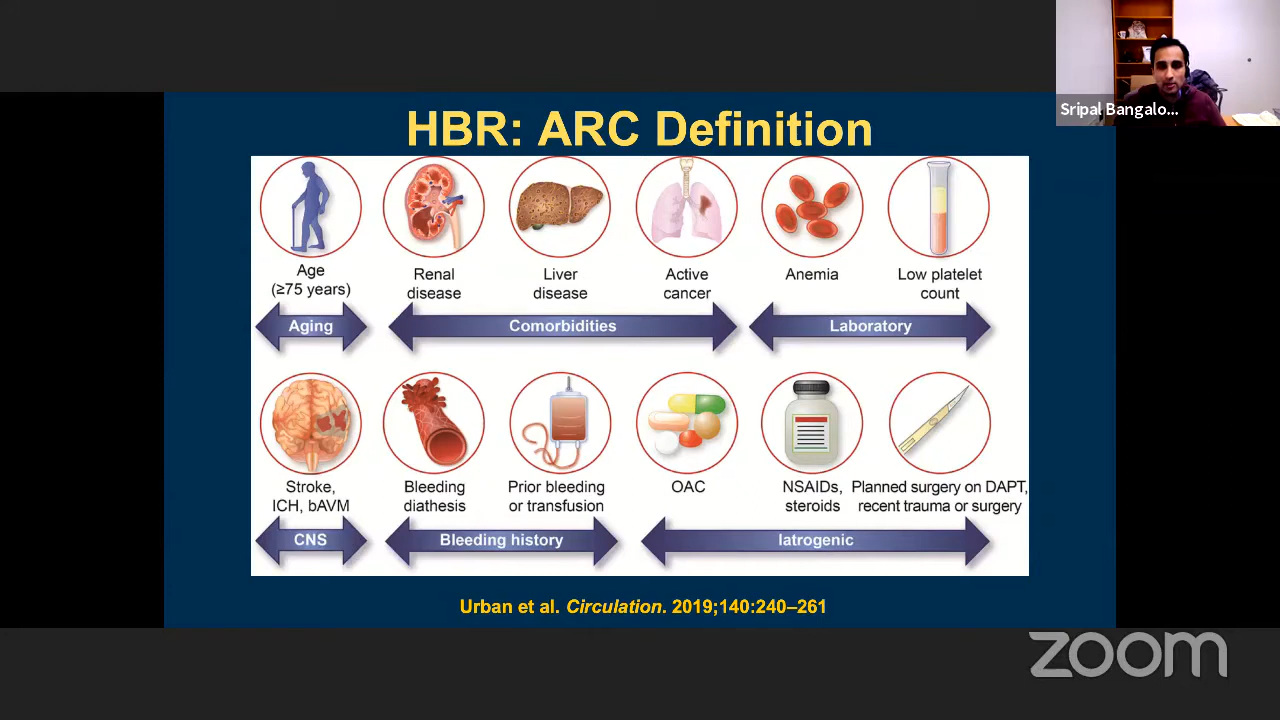 Sripal Bangalo...
HBR: ARC Definition
Age
(≥75 years)
Renal
disease
Liver
disease
Active
cancer
Anemia
Low platelet
count
Aging
Comorbidities
Laboratory
Stroke,
ICH, bAVM
Bleeding
diathesis
Prior bleeding
or transfusion
OAC
NSAIDs,
steroids
Planned surgery on DAPT,
recent trauma or surgery
CNS
Bleeding history
Iatrogenic
Urban et al. Circulation. 2019;140:240–261
zoom